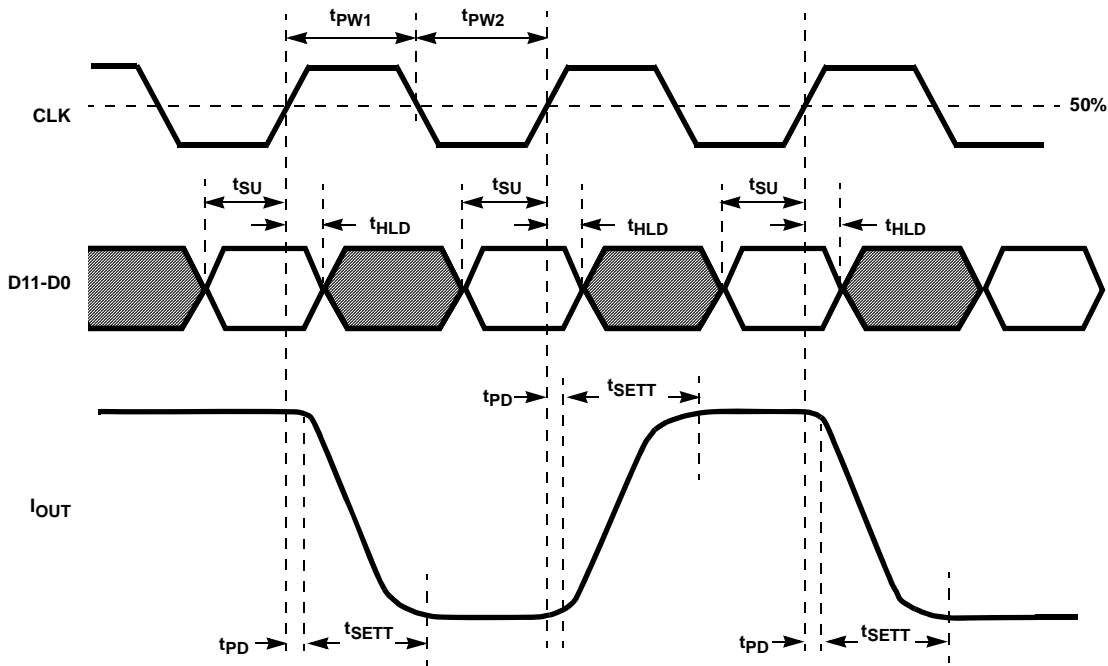 tPW1 tPW2
CLK
50%
tSU tSU tSU
tHLD tHLD tHLD
D11-D0
tPD tSETT
IOUT
tPD tSETT tPD tSETT